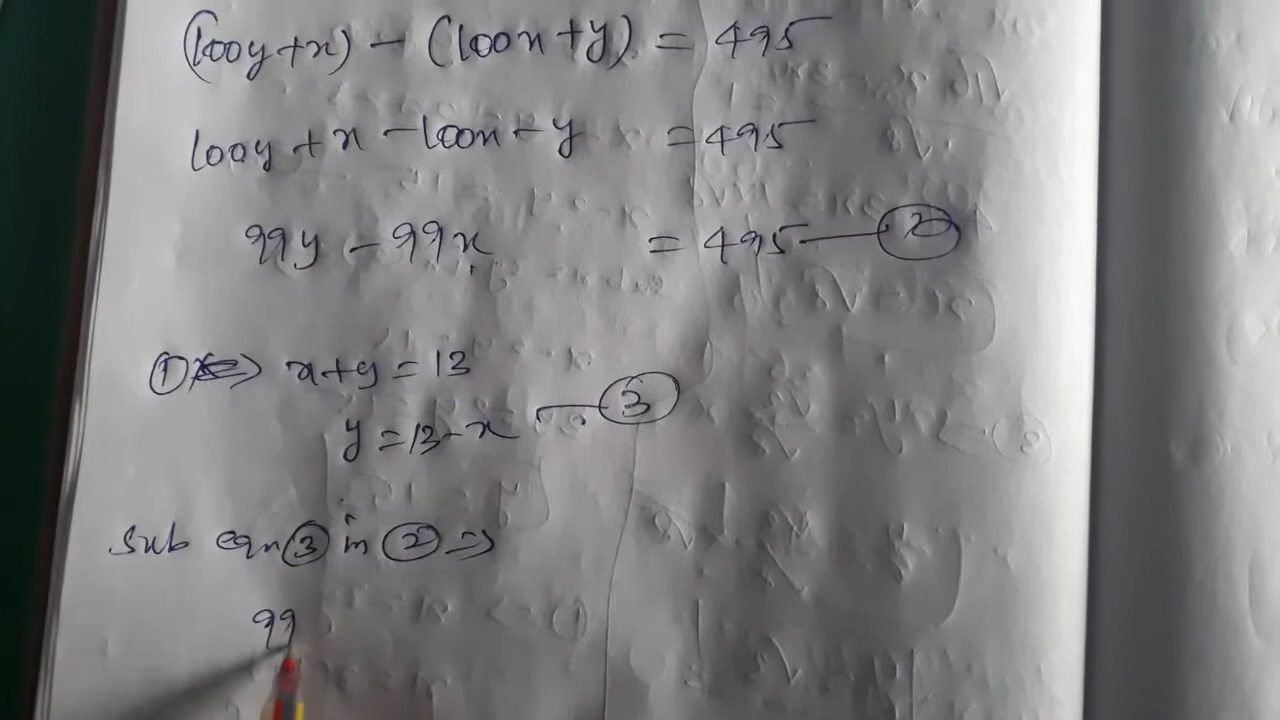 (100y+x) - (100x+y) = 495
100y + x - 100x - y = 495
99y - 99x = 495 — ②
① => x+y = 13
y = 13-x — ③
Sub eqn ③ in ② =>
99